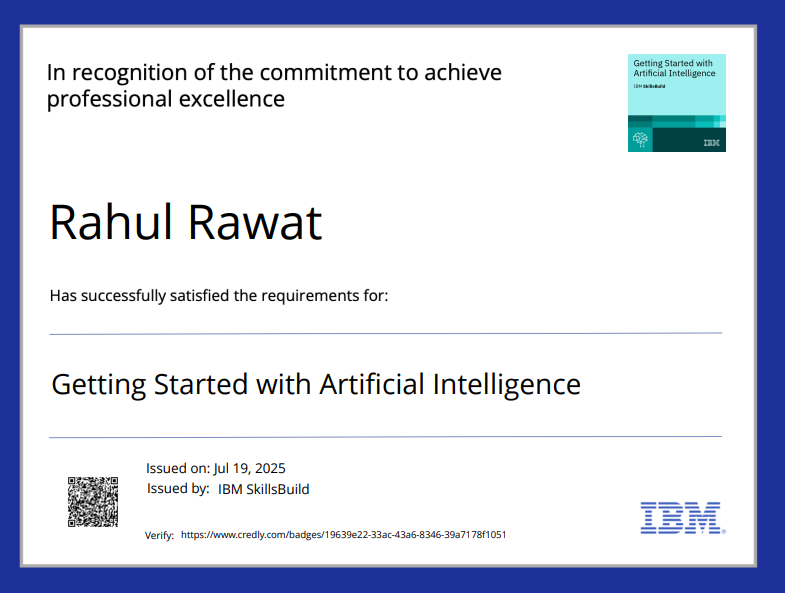 In recognition of the commitment to achieve
professional excellence
Getting Started with
Artificial Intelligence
IBM SkillsBuild
IBM
Rahul Rawat
Has successfully satisfied the requirements for:
Getting Started with Artificial Intelligence
Issued on: Jul 19, 2025
Issued by: IBM SkillsBuild
Verify: https://www.credly.com/badges/19639e22-33ac-43a6-8346-39a7178f1051
IBM®